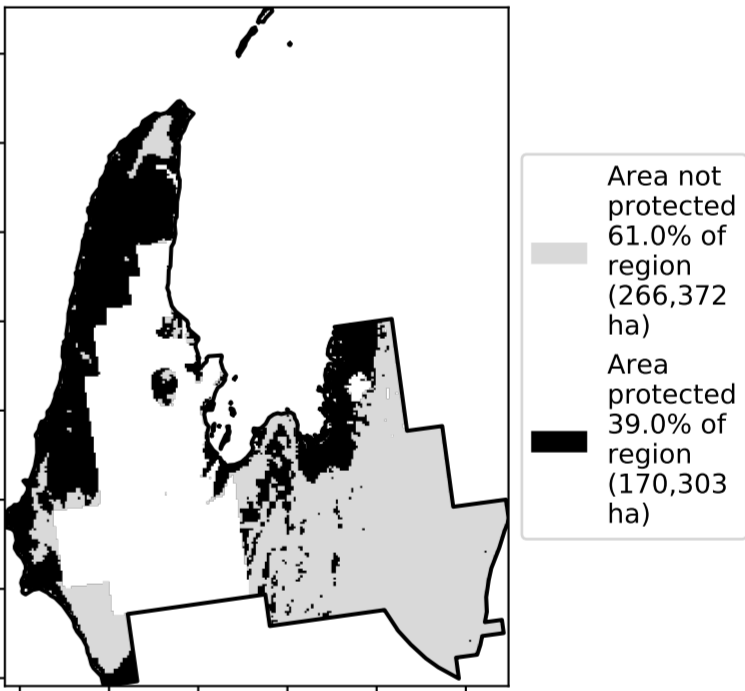 Area not
protected
61.0% of
region
(266,372
ha)
Area
protected
39.0% of
region
(170,303
ha)